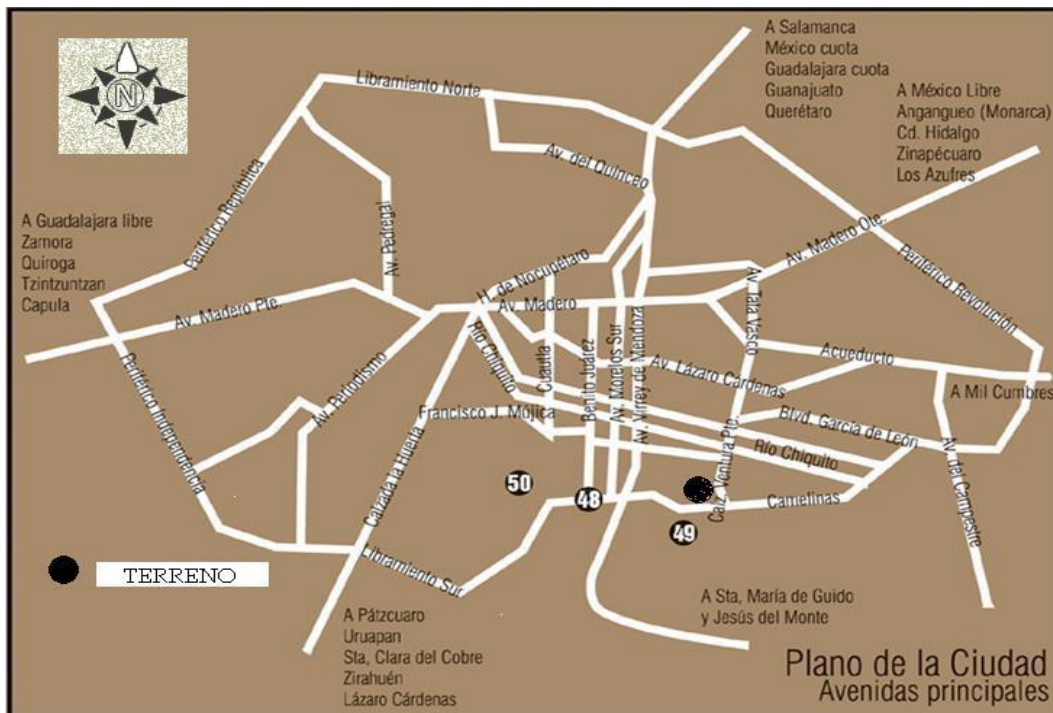 A Salamanca
México cuota
Guadalajara cuota
Guanajuato
Querétaro
A México Libre
Angangueo (Monarca)
Cd. Hidalgo
Zinapécuaro
Los Azufres
N
Libramiento Norte
Av. del Quinceo
Periférico República
Av. Pedregal
A Guadalajara libre
Zamora
Quiroga
Tzintzuntzan
Capula
Av. Madero Pte.
H. de Nocupétaro
Av. Madero
Av. Madero Ote.
Periférico Revolución
Av. Tata Vasco
Acueducto
A Mil Cumbres
Periférico Independencia
Av. Periodismo
Río Chiquito
Cuautla
Benito Juárez
Av. Morelos Sur
Av. Virrey de Mendoza
Av. Lázaro Cárdenas
Blvd. García de León
Francisco J. Mújica
Río Chiquito
Calz. Ventura Pte.
Calzada la Huerta
Camelinas
Av. del Campestre
50
48
49
Libramiento Sur
TERRENO
A Pátzcuaro
Uruapan
Sta, Clara del Cobre
Zirahuén
Lázaro Cárdenas
A Sta, María de Guido
y Jesús del Monte
Plano de la Ciudad
Avenidas principales